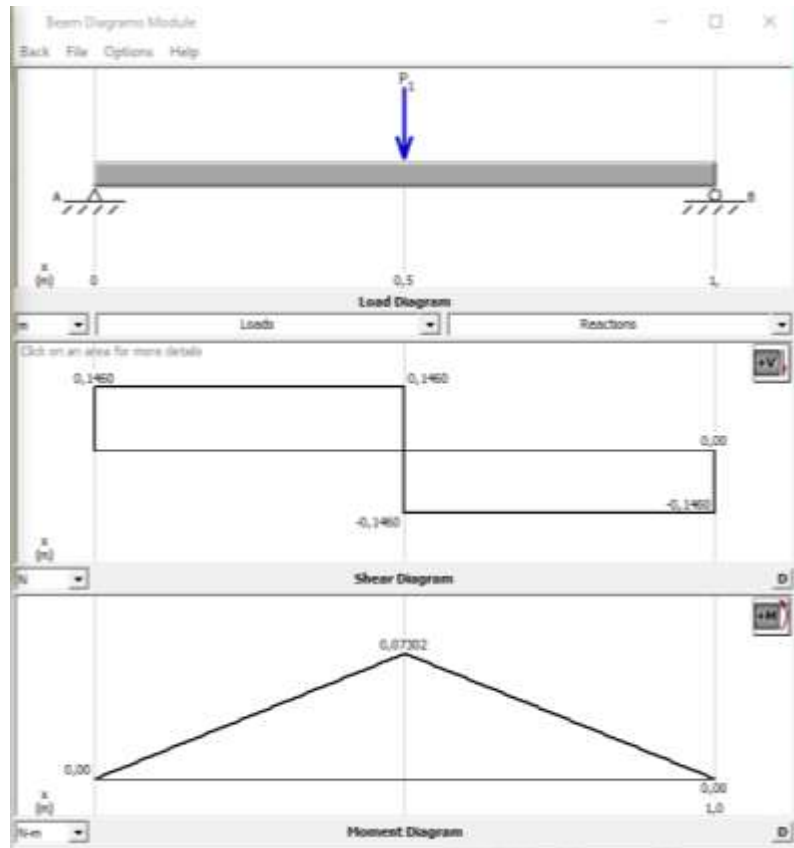 Beam Diagrams Module
Back File Options Help
P1
A B
x
(m) 0 0,5 1,
Load Diagram
m Loads Reactions
Click on an area for more details
+V
0,1460 0,1460
0,00
-0,1460 -0,1460
x
(m)
N Shear Diagram D
+M
0,07302
0,00 0,00
x
(m) 1,0
N-m Moment Diagram D